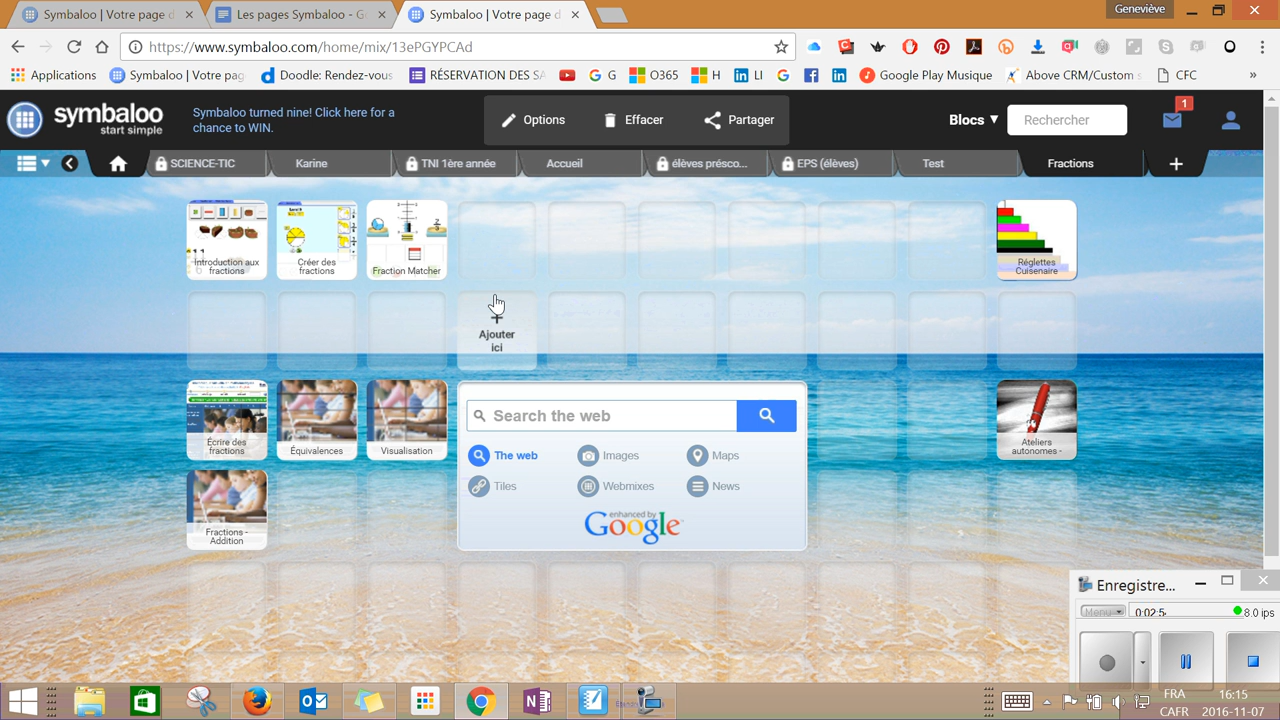 Symbaloo | Votre page d
Les pages Symbaloo - G
Symbaloo | Votre page d
Geneviève
https://www.symbaloo.com/home/mix/13ePGYPCAd
Applications
Symbaloo | Votre pag
Doodle: Rendez-vous
RÉSERVATION DES SA
G
O365
H
LI
Google Play Musique
Above CRM/Custom s
CFC
»
symbaloo
start simple
Symbaloo turned nine! Click here for a
chance to WIN.
Options
Effacer
Partager
Blocs ▼
Rechercher
1
SCIENCE-TIC
Karine
TNI 1ère année
Accueil
élèves présco...
EPS (élèves)
Test
Fractions
+
Introduction aux
fractions
Créer des
fractions
Fraction Matcher
Réglettes
Cuisenaire
+
Ajouter
ici
Écrire des
fractions
Équivalences
Visualisation
Search the web
The web
Images
Maps
Tiles
Webmixes
News
enhanced by
Google
Ateliers
autonomes -
Fractions -
Addition
Enregistre...
Menu
0:02:5
8.0 ips
FRA
CAFR
16:15
2016-11-07